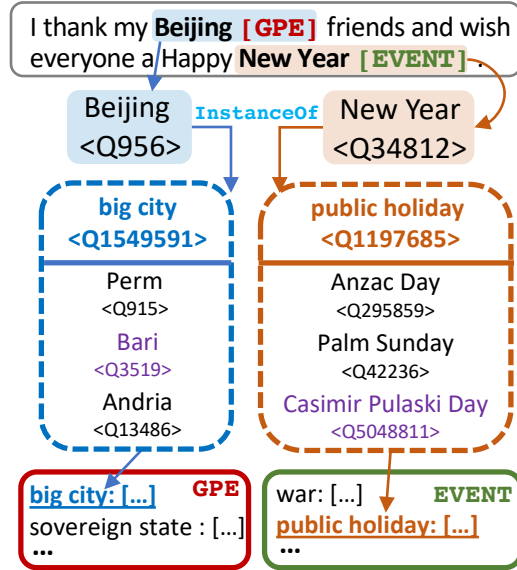 I thank my Beijing [GPE] friends and wish
everyone a Happy New Year [EVENT] .
Beijing
<Q956>
InstanceOf
New Year
<Q34812>
big city
<Q1549591>
Perm
<Q915>
Bari
<Q3519>
Andria
<Q13486>
public holiday
<Q1197685>
Anzac Day
<Q295859>
Palm Sunday
<Q42236>
Casimir Pulaski Day
<Q5048811>
big city: [...] GPE
sovereign state : [...]
...
war: [...] EVENT
public holiday: [...]
...